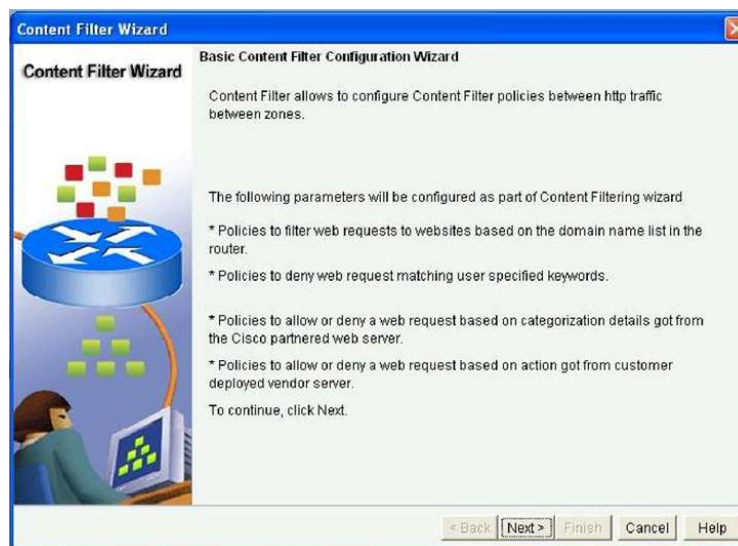 Content Filter Wizard
Content Filter Wizard
Basic Content Filter Configuration Wizard
Content Filter allows to configure Content Filter policies between http traffic
between zones.
The following parameters will be configured as part of Content Filtering wizard
* Policies to filter web requests to websites based on the domain name list in the
router.
* Policies to deny web request matching user specified keywords.
* Policies to allow or deny a web request based on categorization details got from
the Cisco partnered web server.
* Policies to allow or deny a web request based on action got from customer
deployed vendor server.
To continue, click Next.
< Back Next > Finish Cancel Help